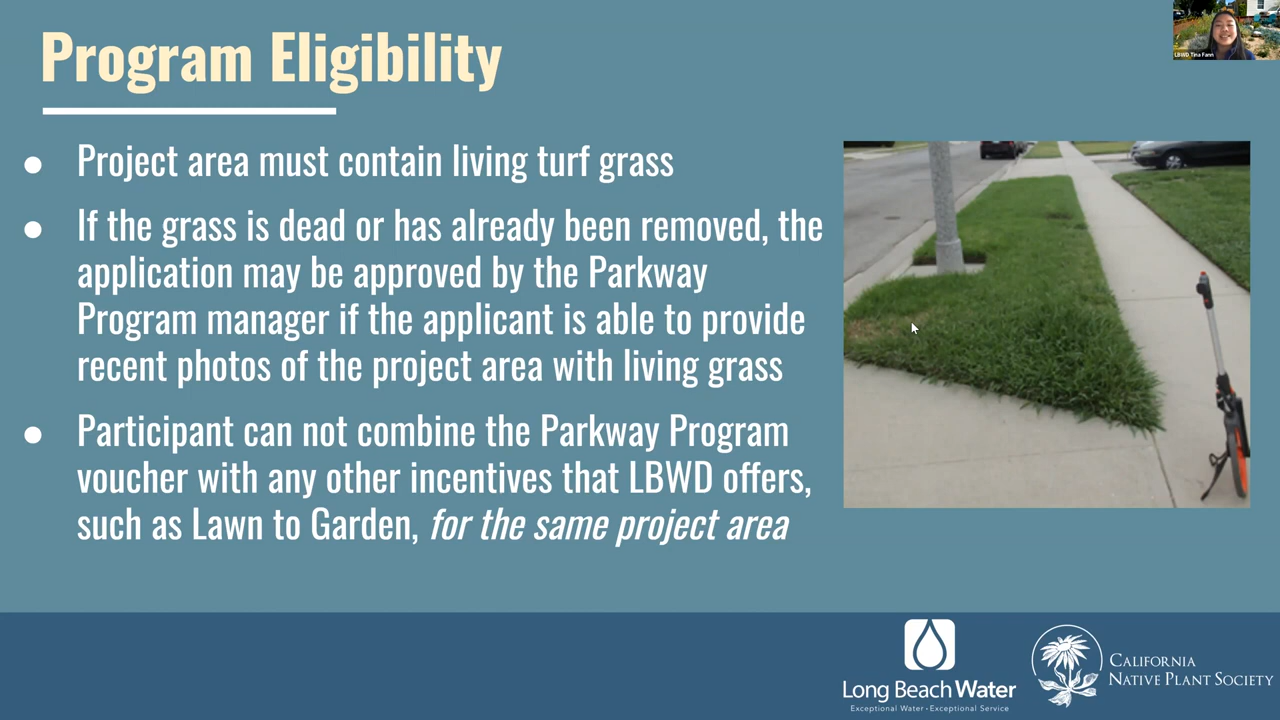 Program Eligibility
LBWD Tina Fann
● Project area must contain living turf grass
● If the grass is dead or has already been removed, the
application may be approved by the Parkway
Program manager if the applicant is able to provide
recent photos of the project area with living grass
● Participant can not combine the Parkway Program
voucher with any other incentives that LBWD offers,
such as Lawn to Garden, for the same project area
Long Beach Water
Exceptional Water • Exceptional Service
CALIFORNIA
NATIVE PLANT SOCIETY